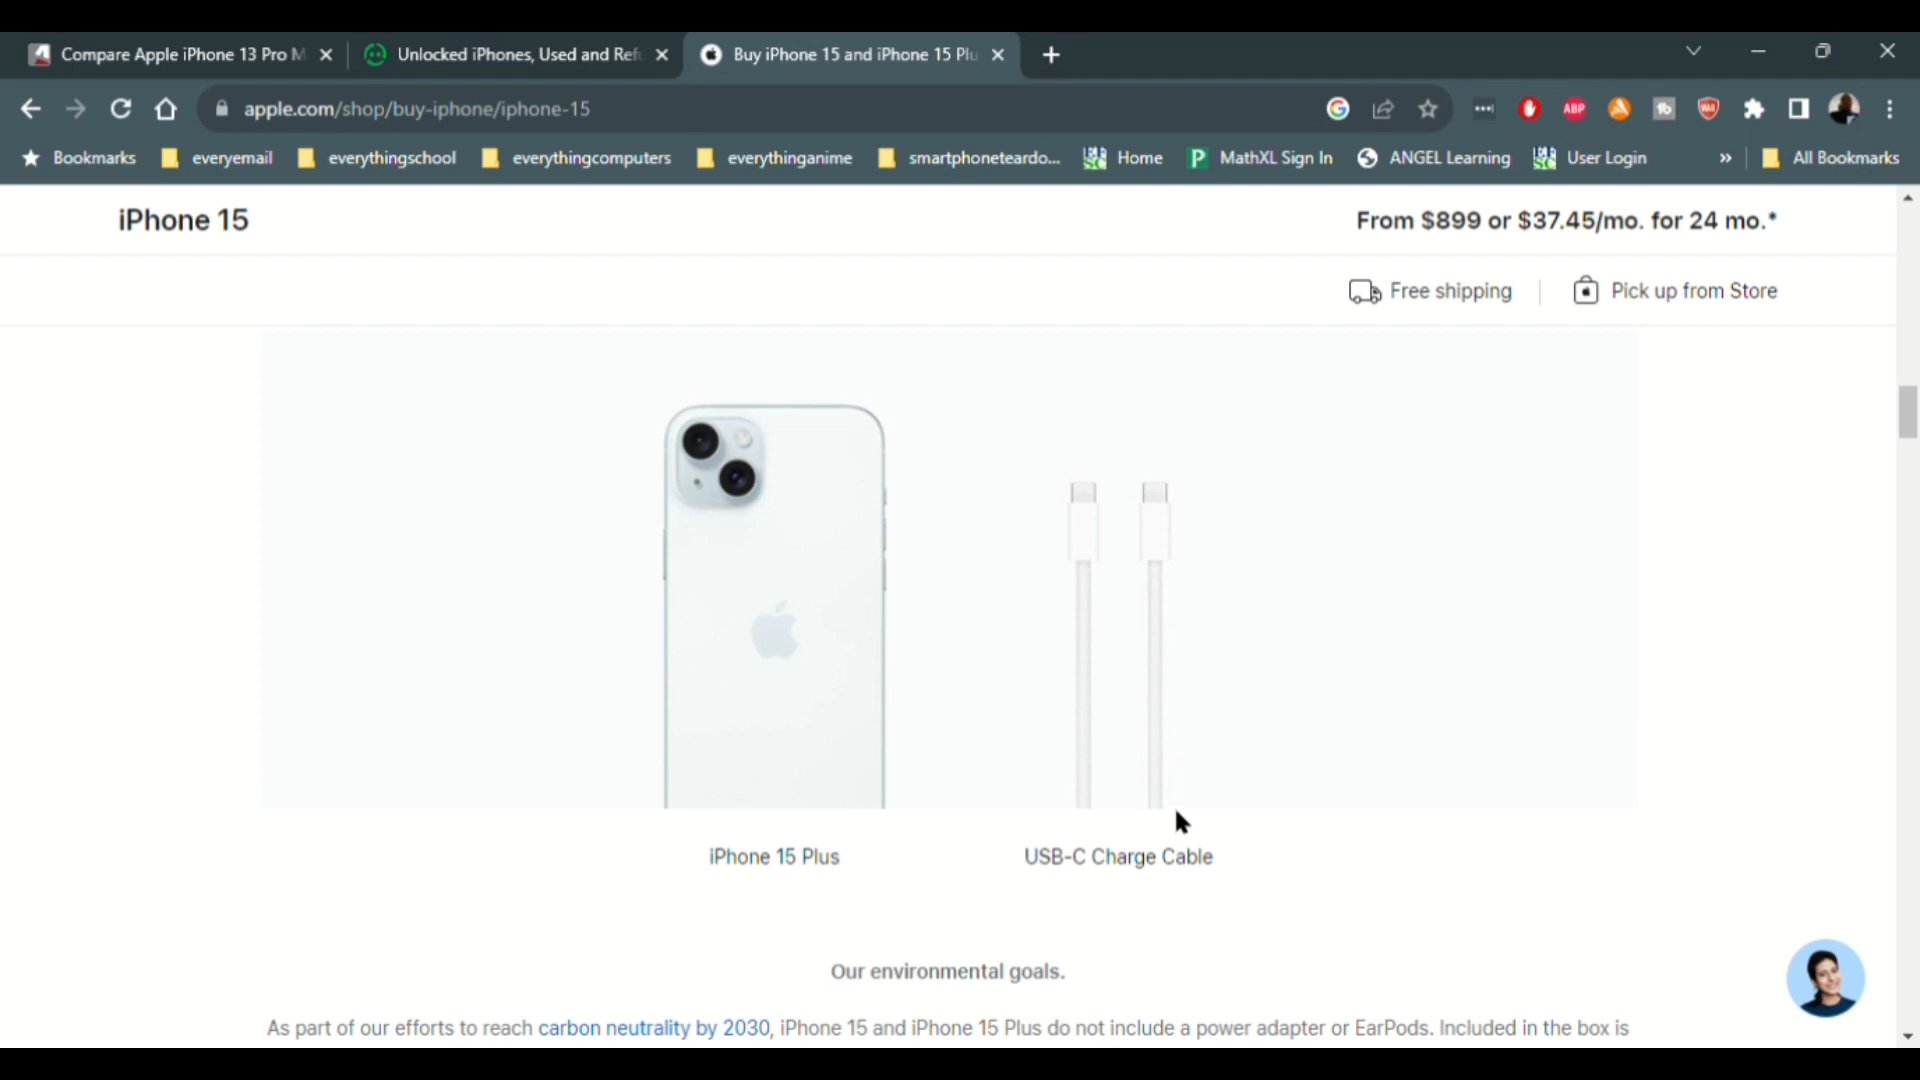 Compare Apple iPhone 13 Pro M
Unlocked iPhones, Used and Ref
Buy iPhone 15 and iPhone 15 Plu
apple.com/shop/buy-iphone/iphone-15
ABP
Bookmarks
everyemail
everythingschool
everythingcomputers
everythinganime
smartphoneteardo...
Home
MathXL Sign In
ANGEL Learning
User Login
»
All Bookmarks
iPhone 15
From $899 or $37.45/mo. for 24 mo.*
Free shipping
Pick up from Store
iPhone 15 Plus
USB-C Charge Cable
Our environmental goals.
As part of our efforts to reach carbon neutrality by 2030, iPhone 15 and iPhone 15 Plus do not include a power adapter or EarPods. Included in the box is